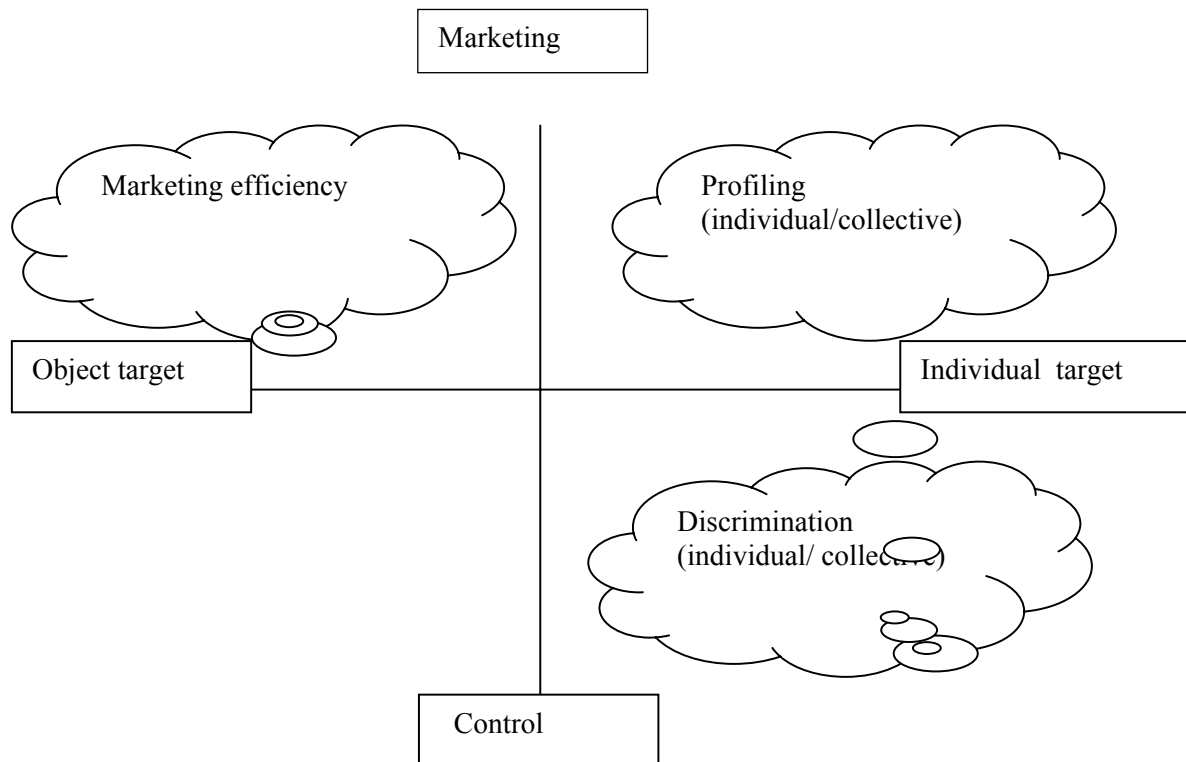 Marketing
Marketing efficiency
Profiling
(individual/collective)
Object target
Individual  target
Discrimination
(individual/ collective)
Control